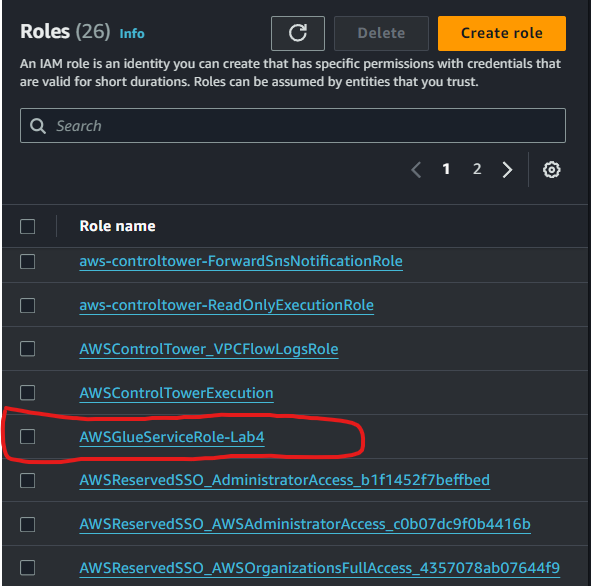 Roles (26) Info
Delete
Create role
An IAM role is an identity you can create that has specific permissions with credentials that
are valid for short durations. Roles can be assumed by entities that you trust.
Search
1 2
Role name
aws-controltower-ForwardSnsNotificationRole
aws-controltower-ReadOnlyExecutionRole
AWSControlTower_VPCFlowLogsRole
AWSControlTowerExecution
AWSGlueServiceRole-Lab4
AWSReservedSSO_AdministratorAccess_b1f1452f7beffbed
AWSReservedSSO_AWSAdministratorAccess_c0b07dc9f0b4416b
AWSReservedSSO_AWSOrganizationsFullAccess_4357078ab07644f9